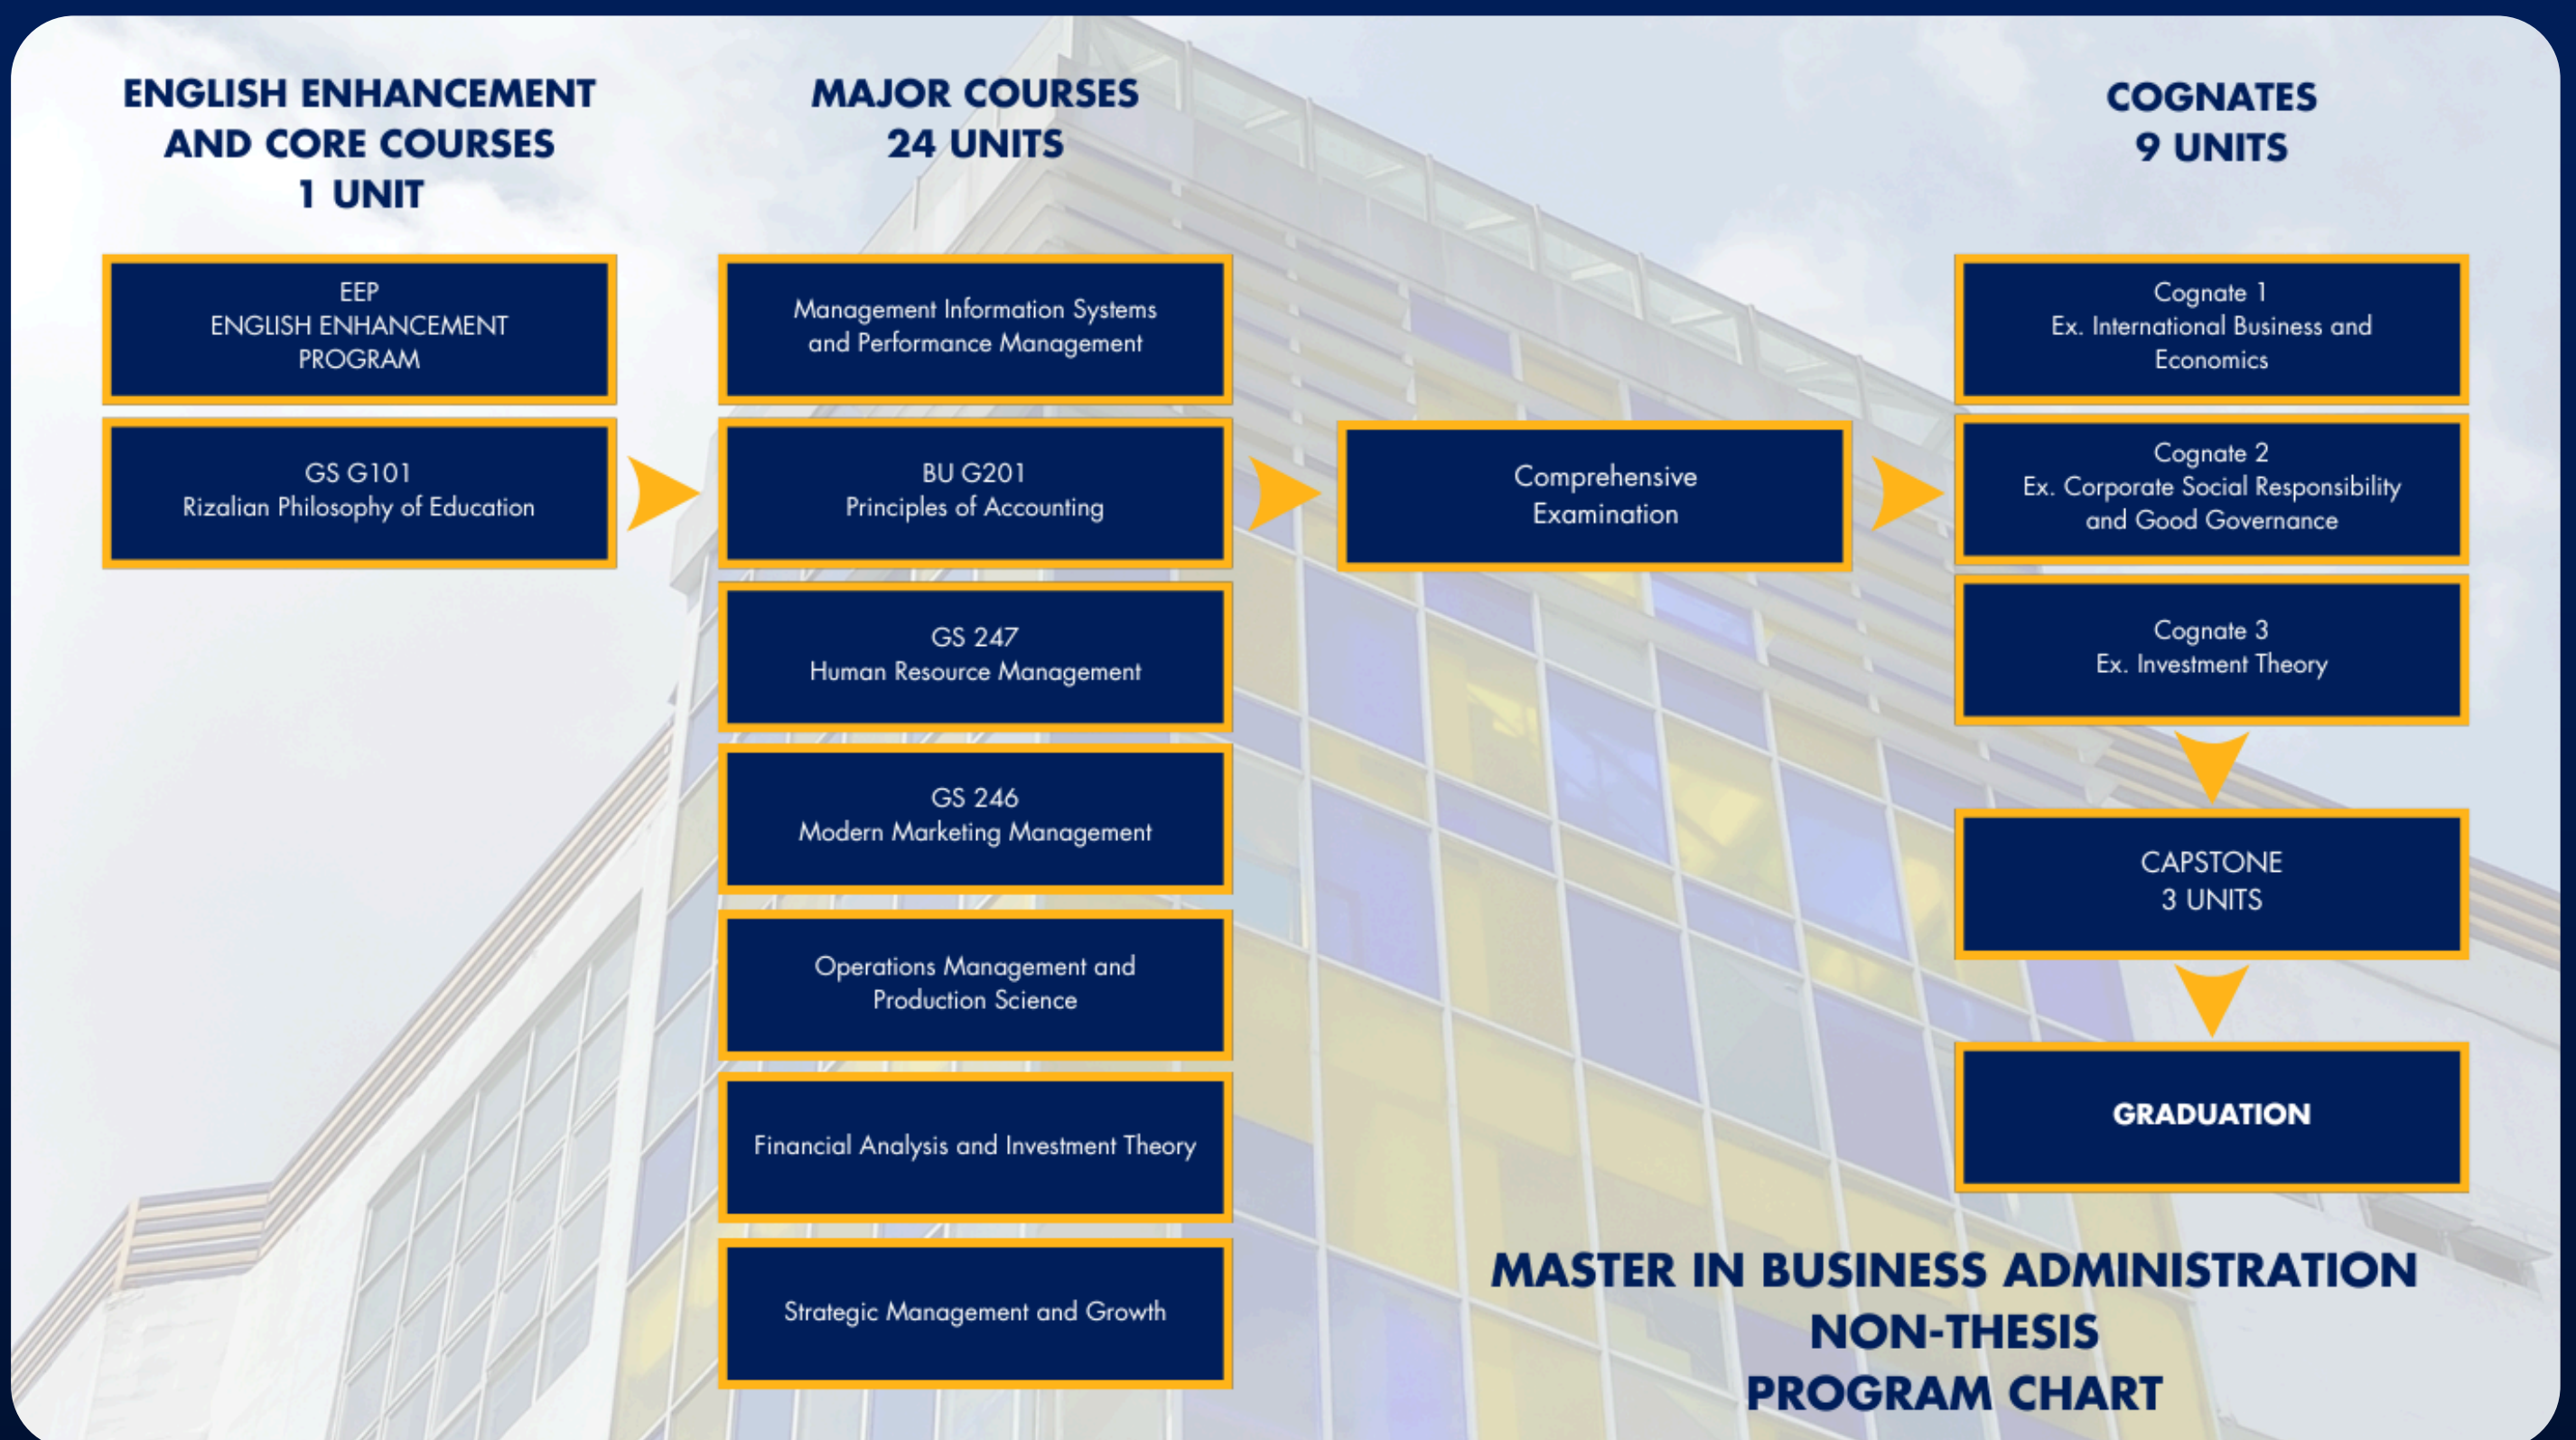 ENGLISH ENHANCEMENT
AND CORE COURSES
1 UNIT
EEP
ENGLISH ENHANCEMENT
PROGRAM
GS G101
Rizalian Philosophy of Education
MAJOR COURSES
24 UNITS
Management Information Systems
and Performance Management
BU G201
Principles of Accounting
GS 247
Human Resource Management
GS 246
Modern Marketing Management
Operations Management and
Production Science
Financial Analysis and Investment Theory
Strategic Management and Growth
Comprehensive
Examination
COGNATES
9 UNITS
Cognate 1
Ex. International Business and
Economics
Cognate 2
Ex. Corporate Social Responsibility
and Good Governance
Cognate 3
Ex. Investment Theory
CAPSTONE
3 UNITS
GRADUATION
MASTER IN BUSINESS ADMINISTRATION
NON-THESIS
PROGRAM CHART